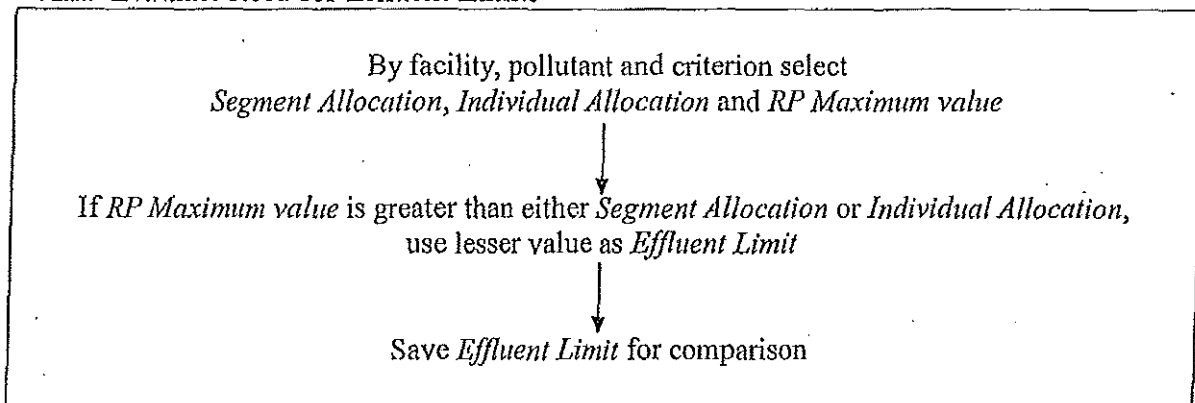 By facility, pollutant and criterion select
Segment Allocation, Individual Allocation and RP Maximum value
If RP Maximum value is greater than either Segment Allocation or Individual Allocation,
use lesser value as Effluent Limit
Save Effluent Limit for comparison